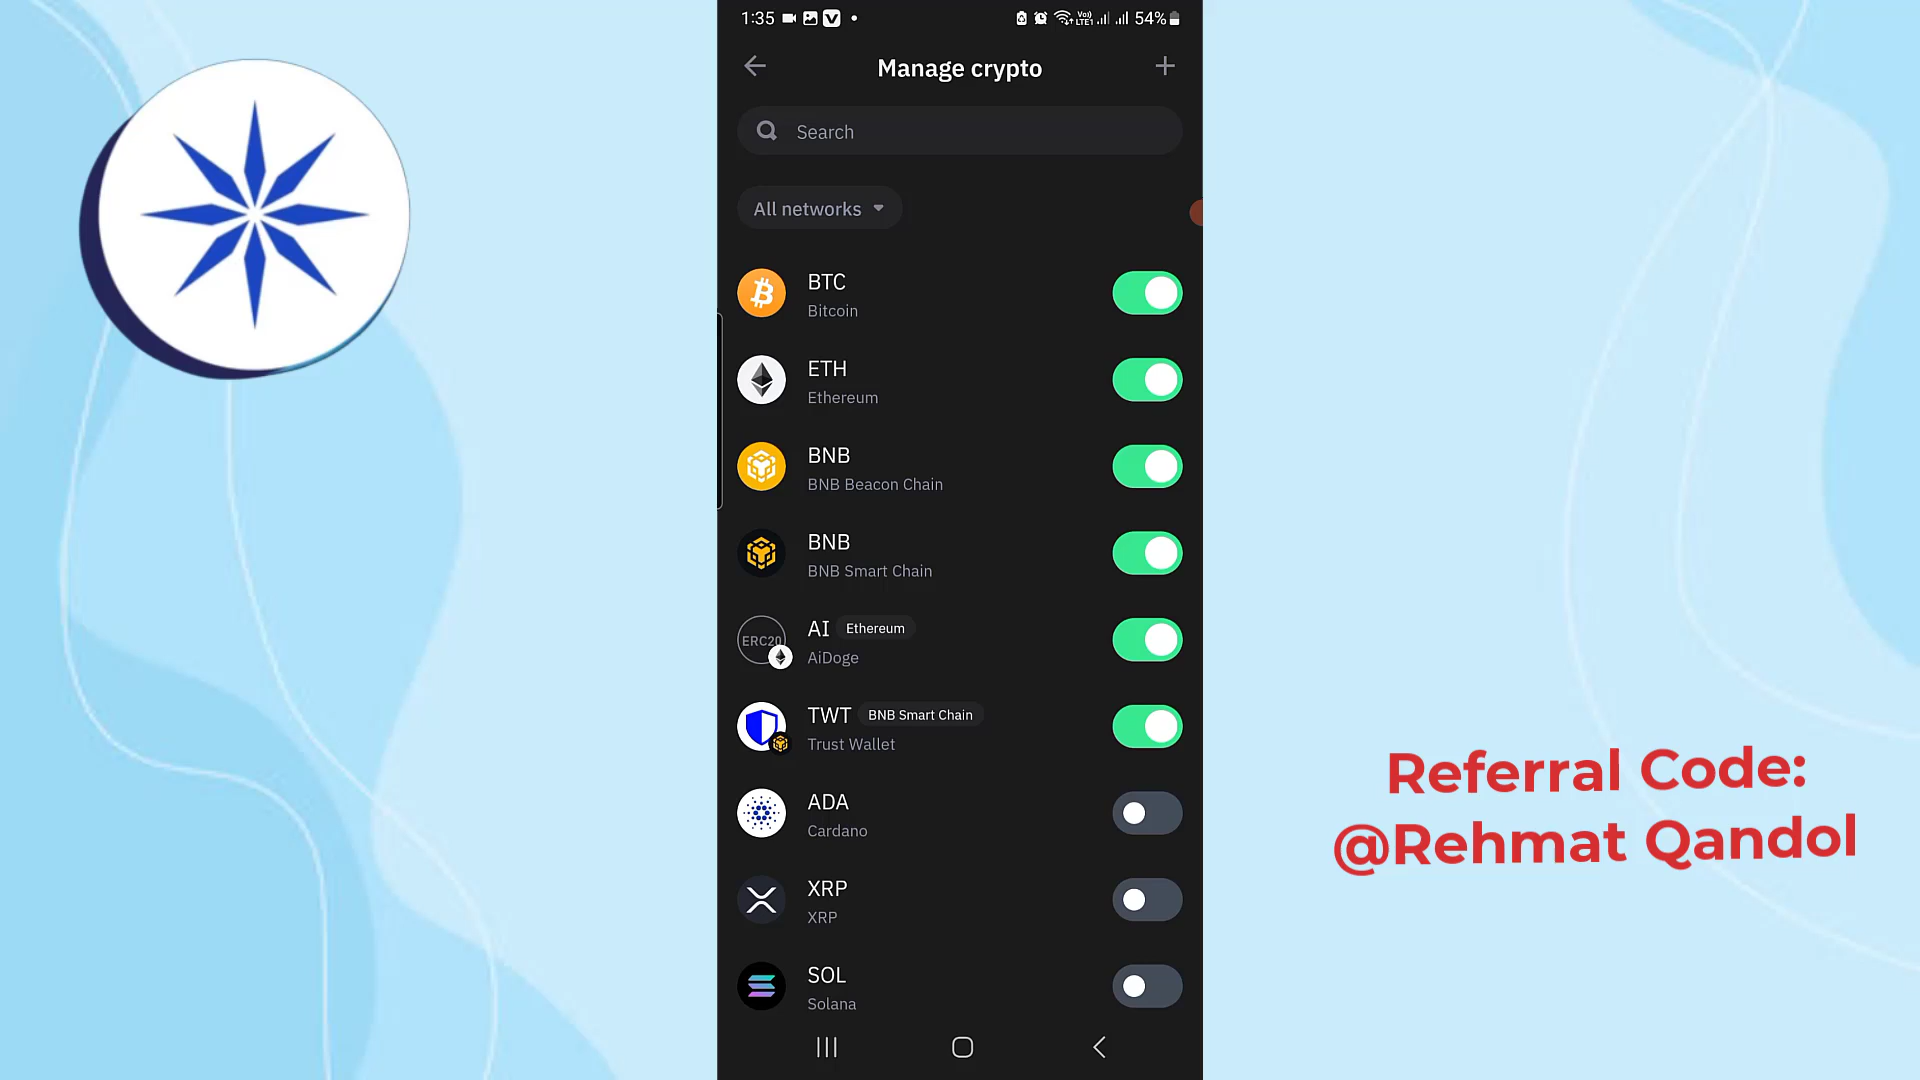 1:35
Vo) LTE1
54%
Manage crypto
Search
All networks
BTC
Bitcoin
ETH
Ethereum
BNB
BNB Beacon Chain
BNB
BNB Smart Chain
ERC20
AI Ethereum
AiDoge
TWT BNB Smart Chain
Trust Wallet
ADA
Cardano
XRP
XRP
SOL
Solana
Referral Code:
@Rehmat Qandol